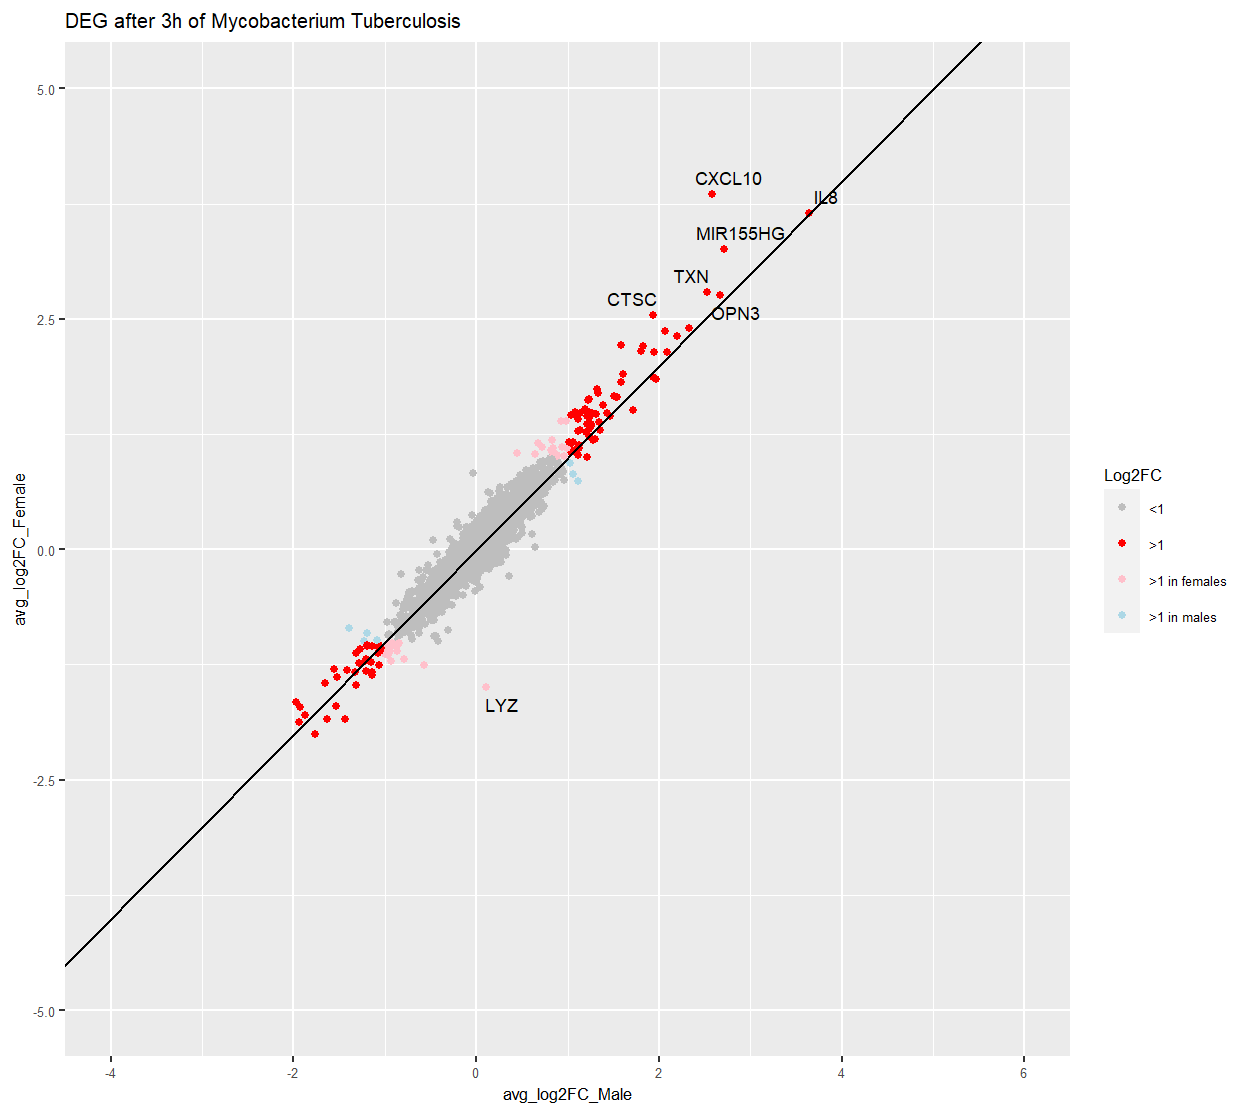 DEG after 3h of Mycobacterium Tuberculosis
5.0
2.5
0.0
-2.5
-5.0
avg_log2FC_Female
CXCL10
IL8
MIR155HG
TXN
CTSC
OPN3
LYZ
-4
-2
0
2
4
6
avg_log2FC_Male
Log2FC
<1
>1
>1 in females
>1 in males